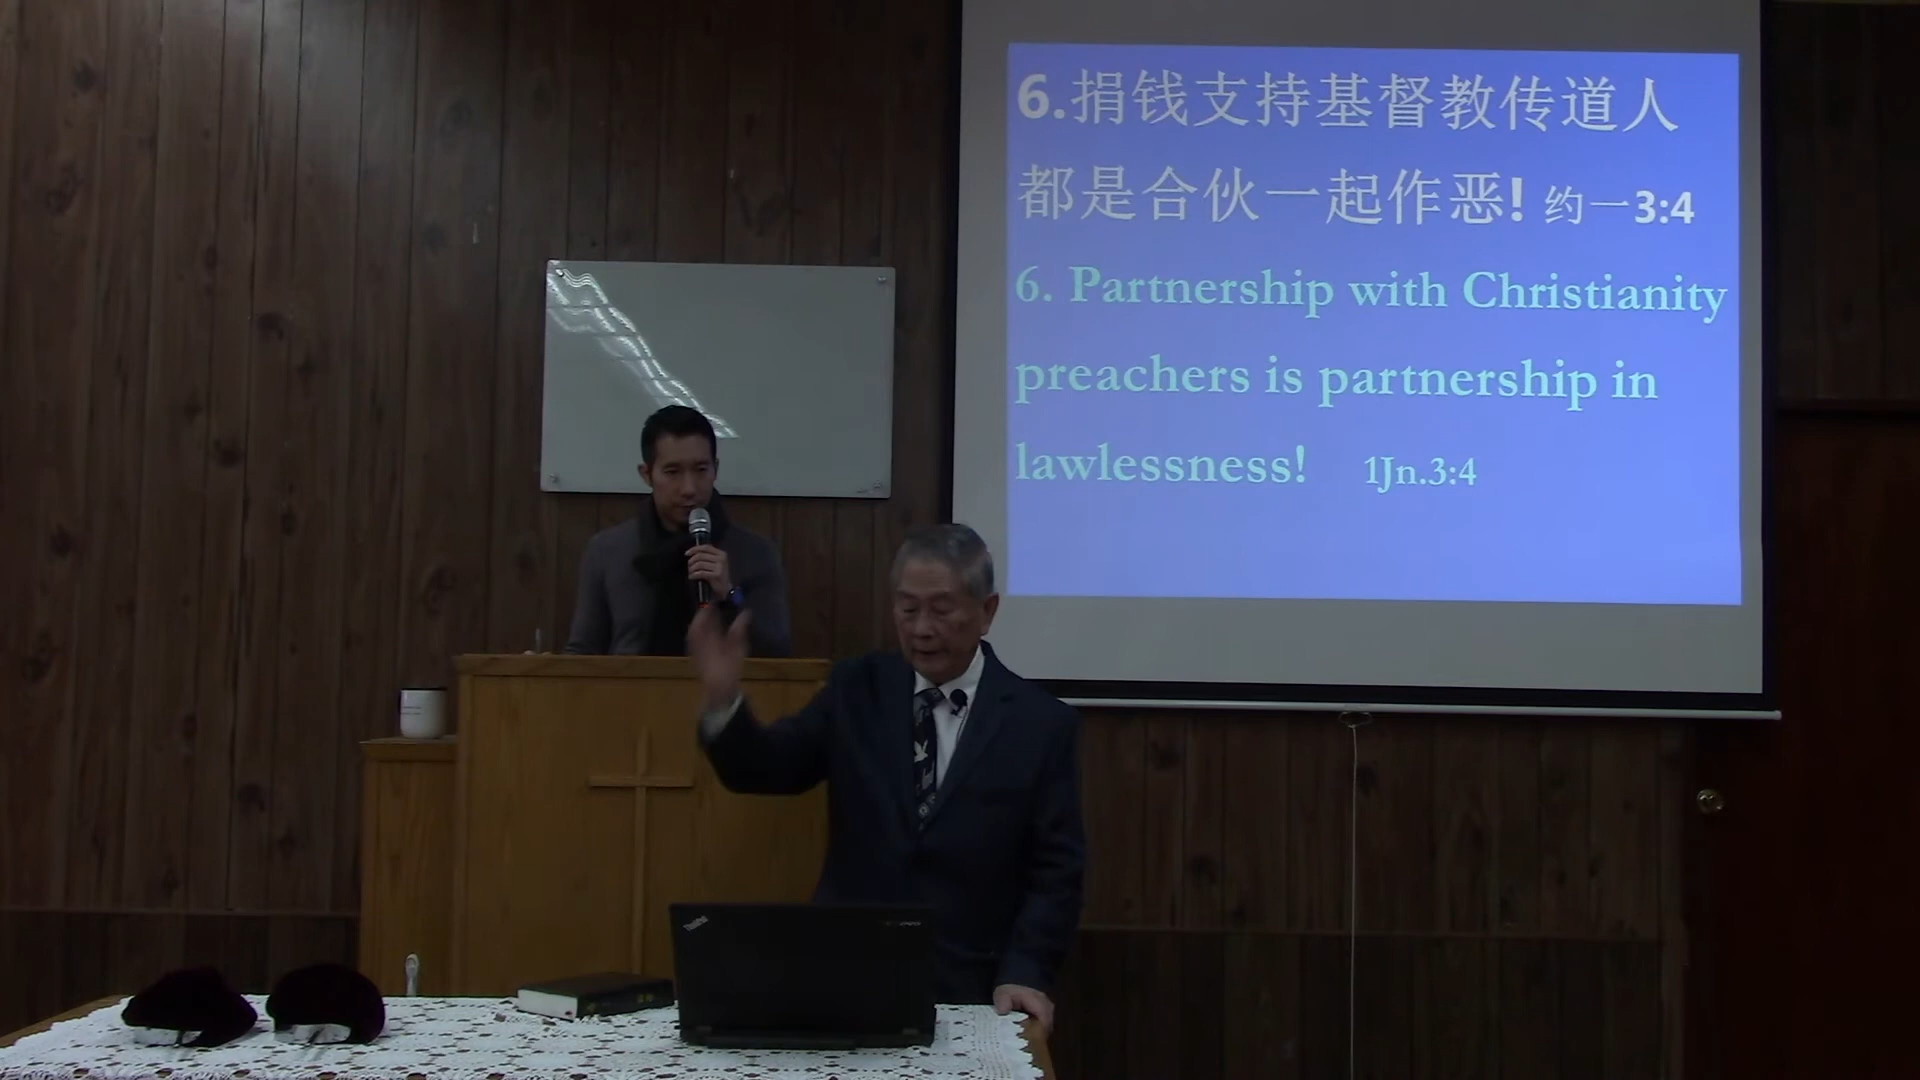 6.捐钱支持基督教传道人
都是合伙一起作恶! 约一3:4
6. Partnership with Christianity
preachers is partnership in
lawlessness! 1Jn.3:4
ThinkPad